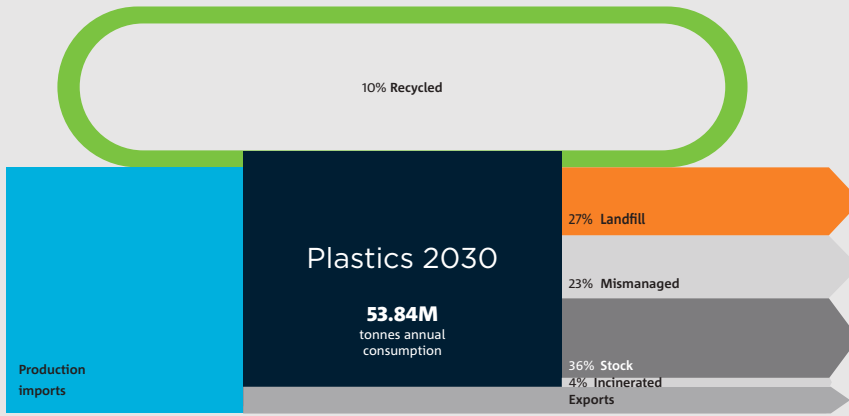 10% Recycled
27% Landfill
Plastics 2030
23% Mismanaged
53.84M
tonnes annual
consumption
36% Stock
Production
imports
4% Incinerated
Exports